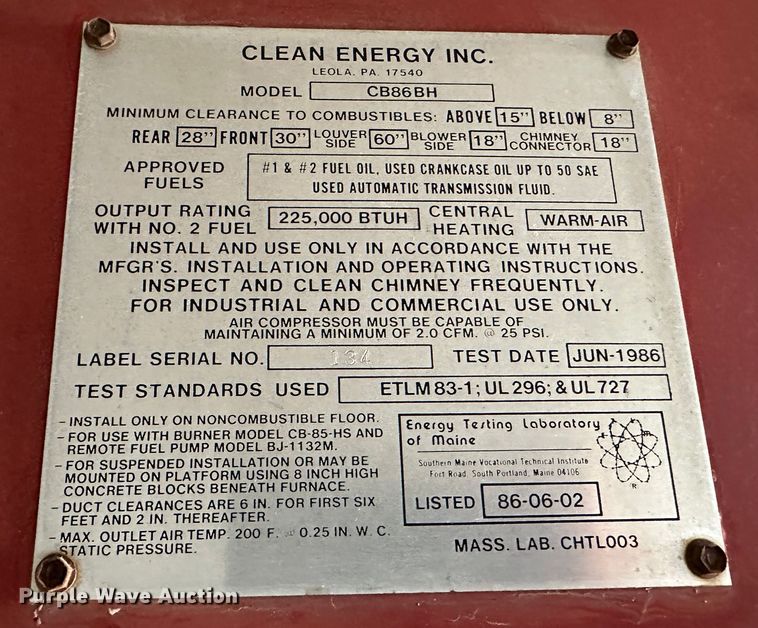 CLEAN ENERGY INC.
LEOLA, PA. 17540
MODEL CB86BH
MINIMUM CLEARANCE TO COMBUSTIBLES: ABOVE 15" BELOW 8"
REAR 28" FRONT 30" LOUVER SIDE 60" BLOWER SIDE 18" CHIMNEY CONNECTOR 18"
APPROVED FUELS
#1 & #2 FUEL OIL, USED CRANKCASE OIL UP TO 50 SAE
USED AUTOMATIC TRANSMISSION FLUID.
OUTPUT RATING WITH NO. 2 FUEL 225,000 BTUH CENTRAL HEATING WARM-AIR
INSTALL AND USE ONLY IN ACCORDANCE WITH THE
MFGR'S. INSTALLATION AND OPERATING INSTRUCTIONS.
INSPECT AND CLEAN CHIMNEY FREQUENTLY.
FOR INDUSTRIAL AND COMMERCIAL USE ONLY.
AIR COMPRESSOR MUST BE CAPABLE OF
MAINTAINING A MINIMUM OF 2.0 CFM. @ 25 PSI.
LABEL SERIAL NO. 134 TEST DATE JUN-1986
TEST STANDARDS USED ETLM 83-1; UL 296; & UL 727
- INSTALL ONLY ON NONCOMBUSTIBLE FLOOR.
- FOR USE WITH BURNER MODEL CB-85-HS AND
REMOTE FUEL PUMP MODEL BJ-1132M.
- FOR SUSPENDED INSTALLATION OR MAY BE
MOUNTED ON PLATFORM USING 8 INCH HIGH
CONCRETE BLOCKS BENEATH FURNACE.
- DUCT CLEARANCES ARE 6 IN. FOR FIRST SIX
FEET AND 2 IN. THEREAFTER.
- MAX. OUTLET AIR TEMP. 200 F. @ 0.25 IN. W. C.
STATIC PRESSURE.
Energy Testing Laboratory
of Maine
Southern Maine Vocational Technical Institute
Fort Road, South Portland, Maine 04106
R
LISTED 86-06-02
MASS. LAB. CHTL003
Purple Wave Auction